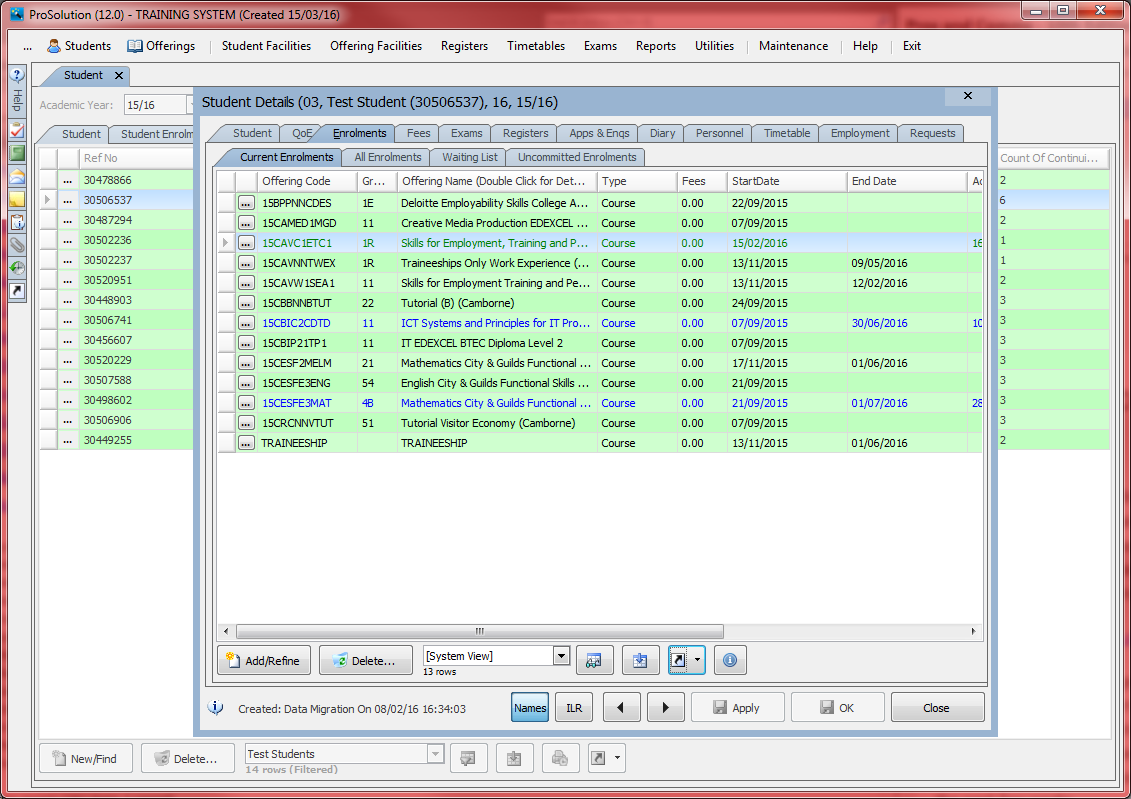 ProSolution (12.0) - TRAINING SYSTEM (Created 15/03/16)
... Students Offerings Student Facilities Offering Facilities Registers Timetables Exams Reports Utilities Maintenance Help Exit
Help
Student
Academic Year: 15/16
Student Student Enrolm
Ref No Count Of Continui...
... 30478866 2
... 30506537 6
... 30487294 2
... 30502236 1
... 30502237 1
... 30520951 2
... 30448903 3
... 30506741 3
... 30456607 3
... 30520229 3
... 30507588 3
... 30498602 3
... 30506906 3
... 30449255 2
Student Details (03, Test Student (30506537), 16, 15/16)
Student QoE Enrolments Fees Exams Registers Apps & Enqs Diary Personnel Timetable Employment Requests
Current Enrolments All Enrolments Waiting List Uncommitted Enrolments
Offering Code Gr... Offering Name (Double Click for Det... Type Fees StartDate End Date Ac
... 15BPPNNCDES 1E Deloitte Employability Skills College A... Course 0.00 22/09/2015
... 15CAMED1MGD 11 Creative Media Production EDEXCEL ... Course 0.00 07/09/2015
... 15CAVC1ETC1 1R Skills for Employment, Training and P... Course 0.00 15/02/2016 16
... 15CAVNNTWEX 1R Traineeships Only Work Experience (... Course 0.00 13/11/2015 09/05/2016
... 15CAVW1SEA1 11 Skills for Employment Training and Pe... Course 0.00 13/11/2015 12/02/2016
... 15CBBNNBTUT 22 Tutorial (B) (Camborne) Course 0.00 24/09/2015
... 15CBIC2CDTD 11 ICT Systems and Principles for IT Pro... Course 0.00 07/09/2015 30/06/2016 10
... 15CBIP21TP1 11 IT EDEXCEL BTEC Diploma Level 2 Course 0.00 07/09/2015
... 15CESF2MELM 21 Mathematics City & Guilds Functional ... Course 0.00 17/11/2015 01/06/2016
... 15CESFE3ENG 54 English City & Guilds Functional Skills ... Course 0.00 21/09/2015
... 15CESFE3MAT 4B Mathematics City & Guilds Functional ... Course 0.00 21/09/2015 01/07/2016 28
... 15CRCNNVTUT 51 Tutorial Visitor Economy (Camborne) Course 0.00 07/09/2015
... TRAINEESHIP TRAINEESHIP Course 0.00 13/11/2015 01/06/2016
Add/Refine Delete... [System View]
13 rows
Created: Data Migration On 08/02/16 16:34:03 Names ILR Apply OK Close
New/Find Delete... Test Students
14 rows (Filtered)